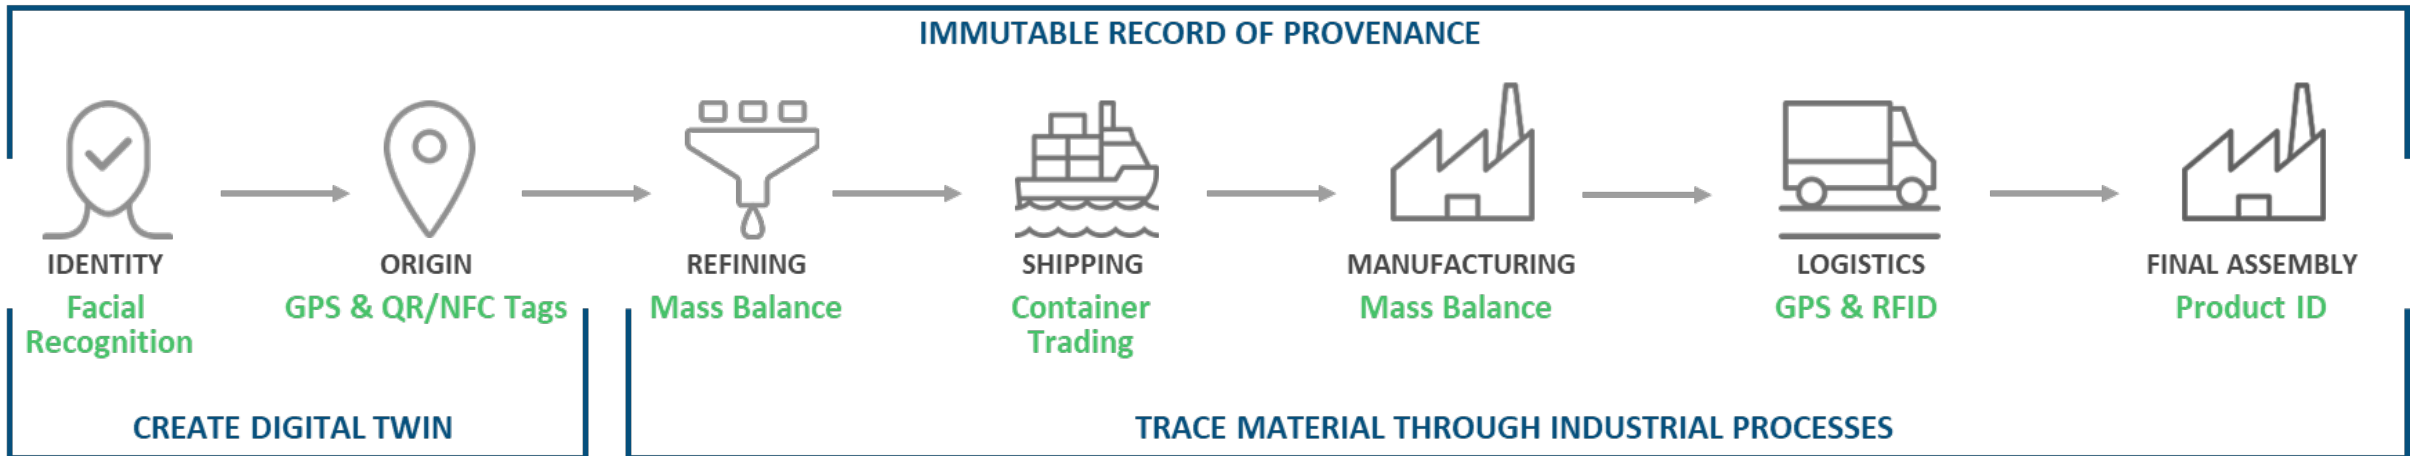 IMMUTABLE RECORD OF PROVENANCE
IDENTITY
Facial
Recognition
ORIGIN
GPS & QR/NFC Tags
REFINING
Mass Balance
SHIPPING
Container
Trading
MANUFACTURING
Mass Balance
LOGISTICS
GPS & RFID
FINAL ASSEMBLY
Product ID
CREATE DIGITAL TWIN
TRACE MATERIAL THROUGH INDUSTRIAL PROCESSES